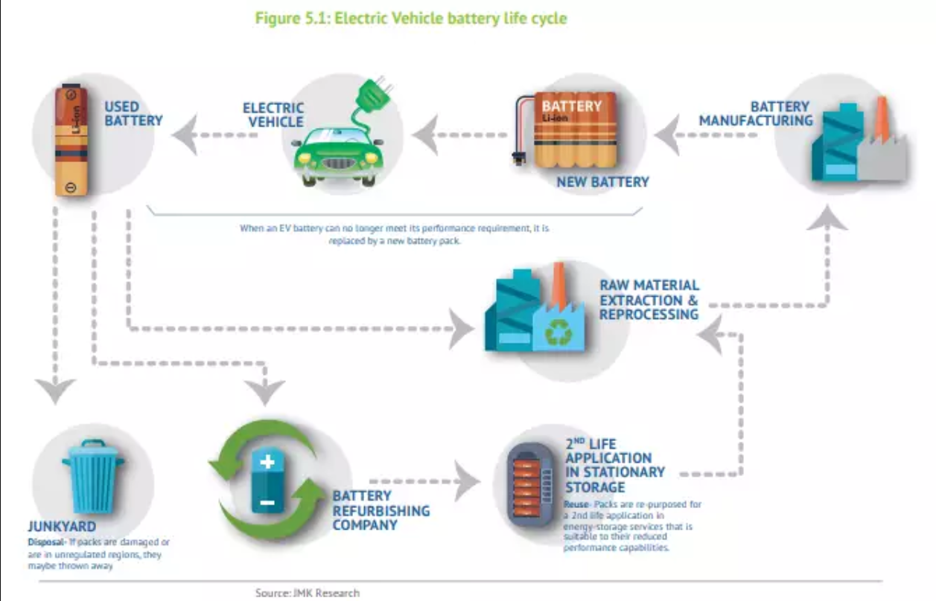 Figure 5.1: Electric Vehicle battery life cycle
USED
BATTERY
Li-ion
ELECTRIC
VEHICLE
BATTERY
Li-ion
NEW BATTERY
BATTERY
MANUFACTURING
When an EV battery can no longer meet its performance requirement, it is
replaced by a new battery pack.
RAW MATERIAL
EXTRACTION &
REPROCESSING
JUNKYARD
Disposal- If packs are damaged or
are in unregulated regions, they
maybe thrown away
BATTERY
REFURBISHING
COMPANY
2ND LIFE
APPLICATION
IN STATIONARY
STORAGE
Reuse- Packs are re-purposed for
a 2nd life application in
energy-storage services that is
suitable to their reduced
performance capabilities.
Source: JMK Research